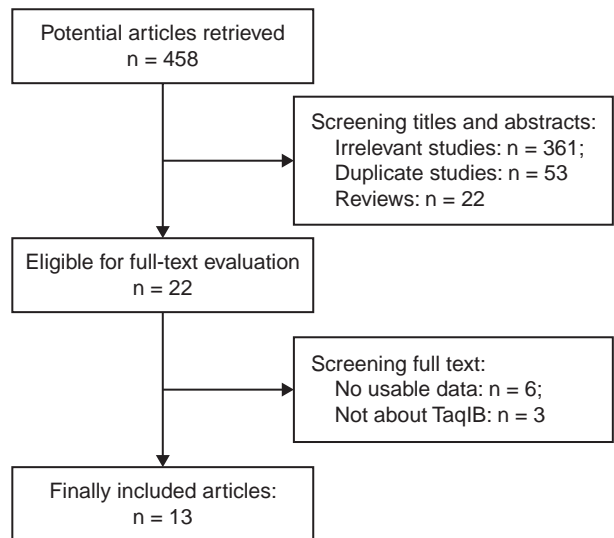 Potential articles retrieved
n = 458
Screening titles and abstracts:
Irrelevant studies: n = 361;
Duplicate studies: n = 53
Reviews: n = 22
Eligible for full-text evaluation
n = 22
Screening full text:
No usable data: n = 6;
Not about TaqIB: n = 3
Finally included articles:
n = 13